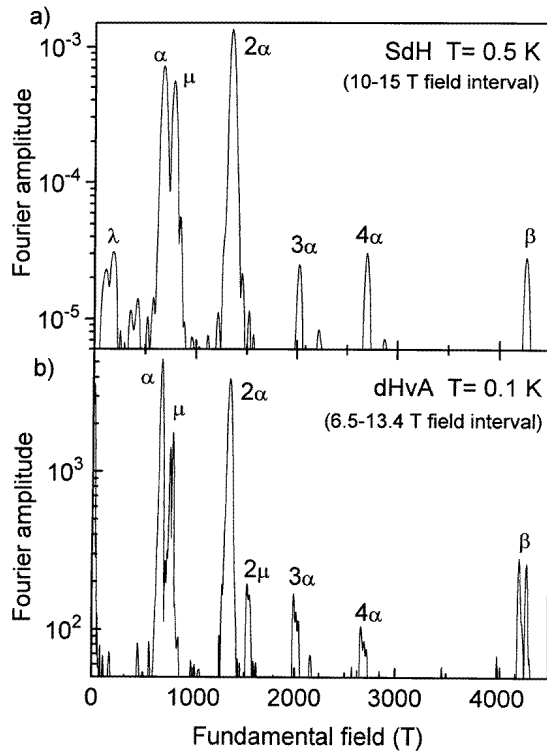 a)
SdH T= 0.5 K
(10-15 T field interval)
Fourier amplitude
10⁻³
10⁻⁴
10⁻⁵
λ
α
μ
2α
3α
4α
β
b)
dHvA T= 0.1 K
(6.5-13.4 T field interval)
Fourier amplitude
10³
10²
α
μ
2α
2μ
3α
4α
β
0 1000 2000 3000 4000
Fundamental field (T)